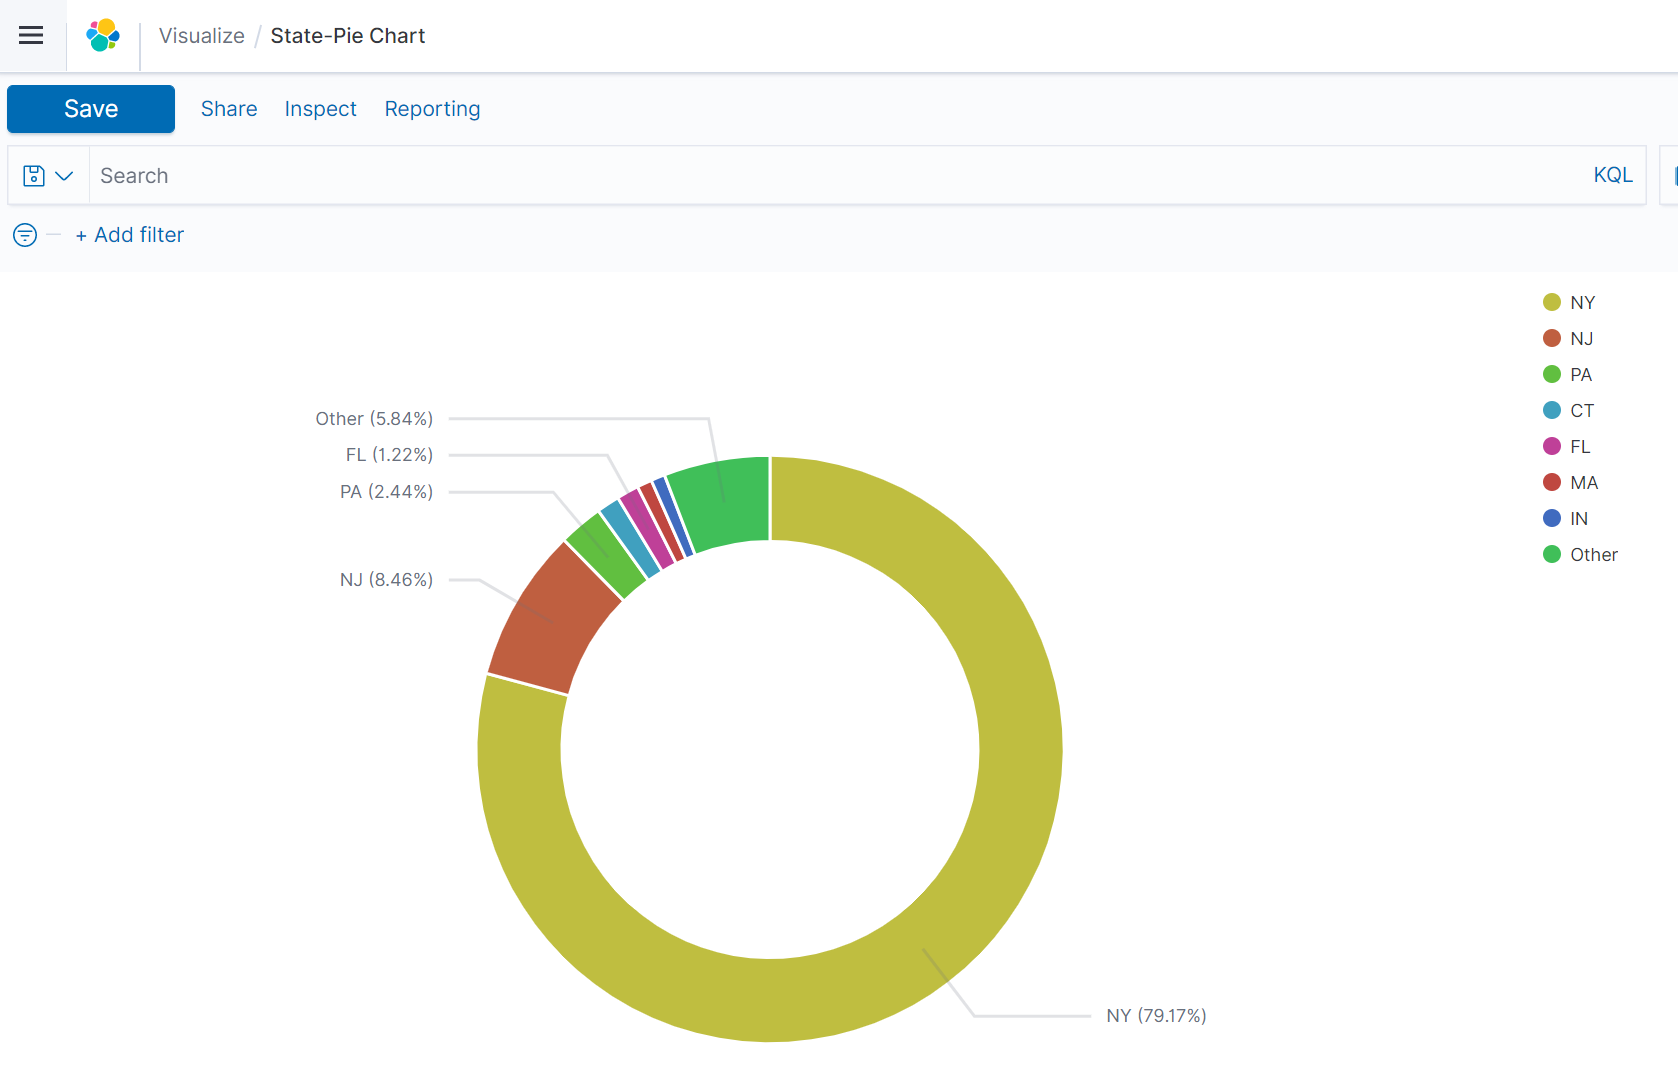 Visualize / State-Pie Chart
Save Share Inspect Reporting
Search KQL
+ Add filter
NY
NJ
PA
CT
FL
MA
IN
Other
Other (5.84%)
FL (1.22%)
PA (2.44%)
NJ (8.46%)
NY (79.17%)